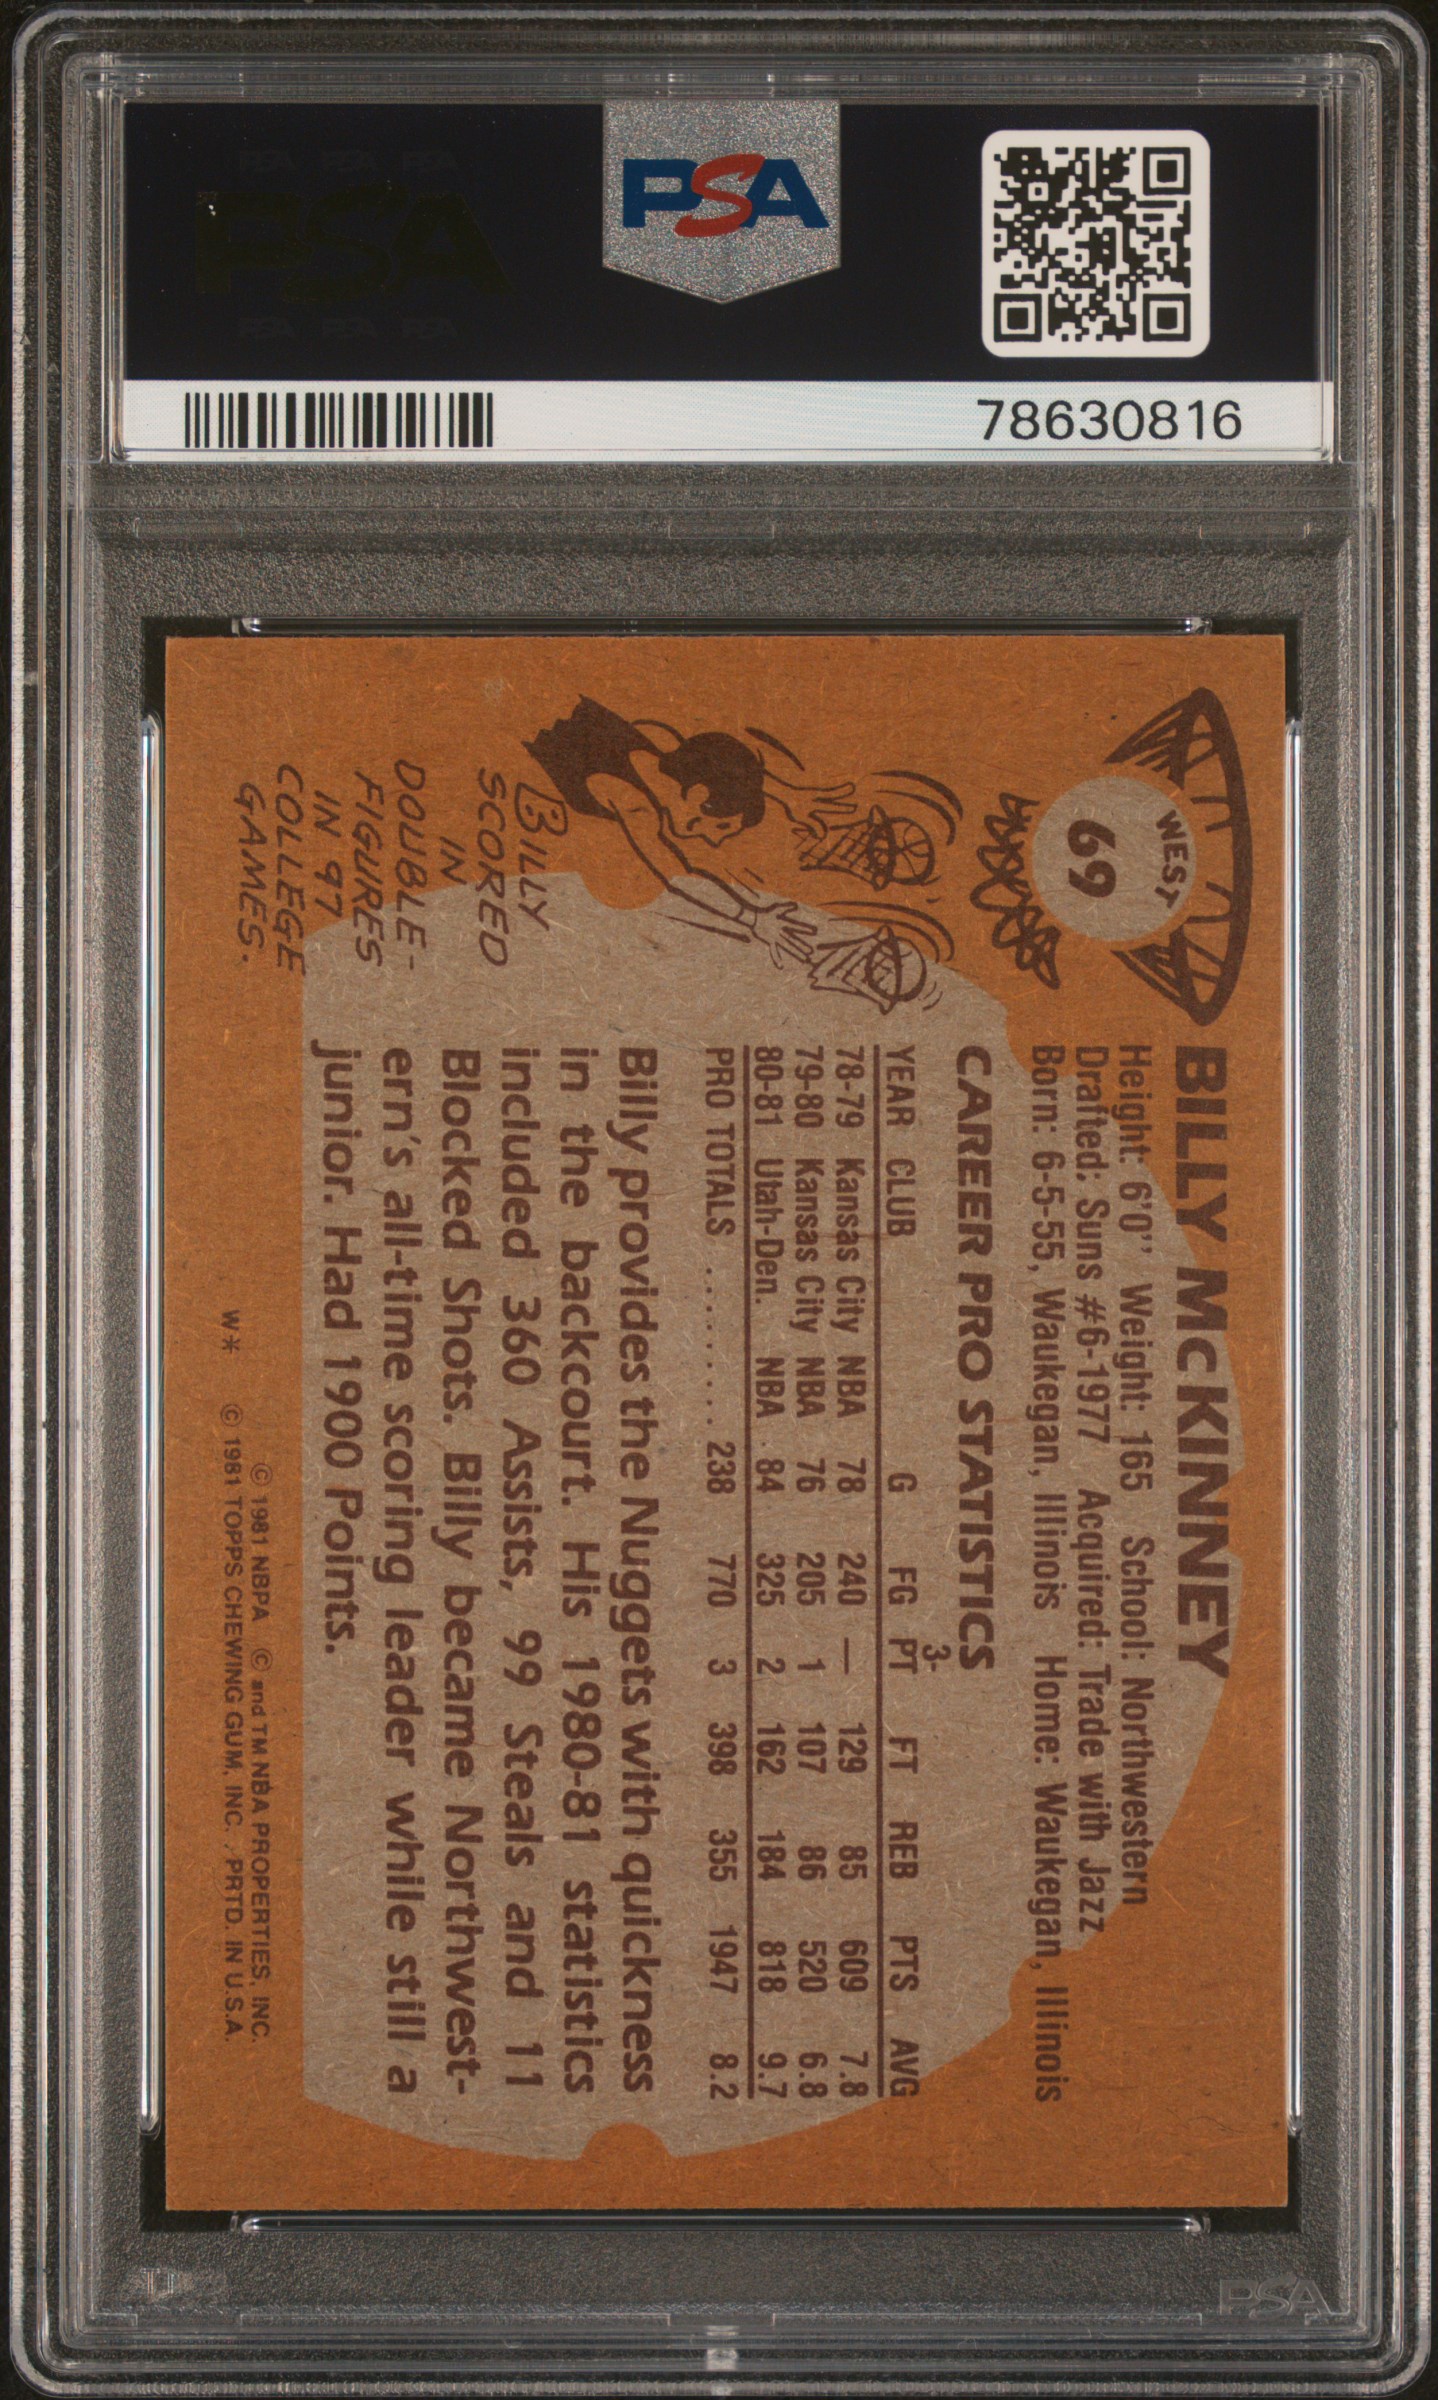 PSA
78630816
WEST
69
BILLY McKINNEY
Height: 6'0" Weight: 165 School: Northwestern
Drafted: Suns #6-1977 Acquired: Trade with Jazz
Born: 6-5-55, Waukegan, Illinois Home: Waukegan, Illinois
CAREER PRO STATISTICS
YEAR CLUB G FG 3-PT FT REB PTS AVG
78-79 Kansas City NBA 78 240 — 129 85 609 7.8
79-80 Kansas City NBA 76 205 1 107 86 520 6.8
80-81 Utah-Den. NBA 84 325 2 162 184 818 9.7
PRO TOTALS .......... 238 770 3 398 355 1947 8.2
Billy provides the Nuggets with quickness
in the backcourt. His 1980-81 statistics
included 360 Assists, 99 Steals and 11
Blocked Shots. Billy became Northwest-
ern's all-time scoring leader while still a
junior. Had 1900 Points.
BILLY
SCORED
IN
DOUBLE-
FIGURES
IN 97
COLLEGE
GAMES.
© 1981 NBPA © and TM NBA PROPERTIES, INC.
W* © 1981 TOPPS CHEWING GUM, INC., PRTD. IN U.S.A.
PSA